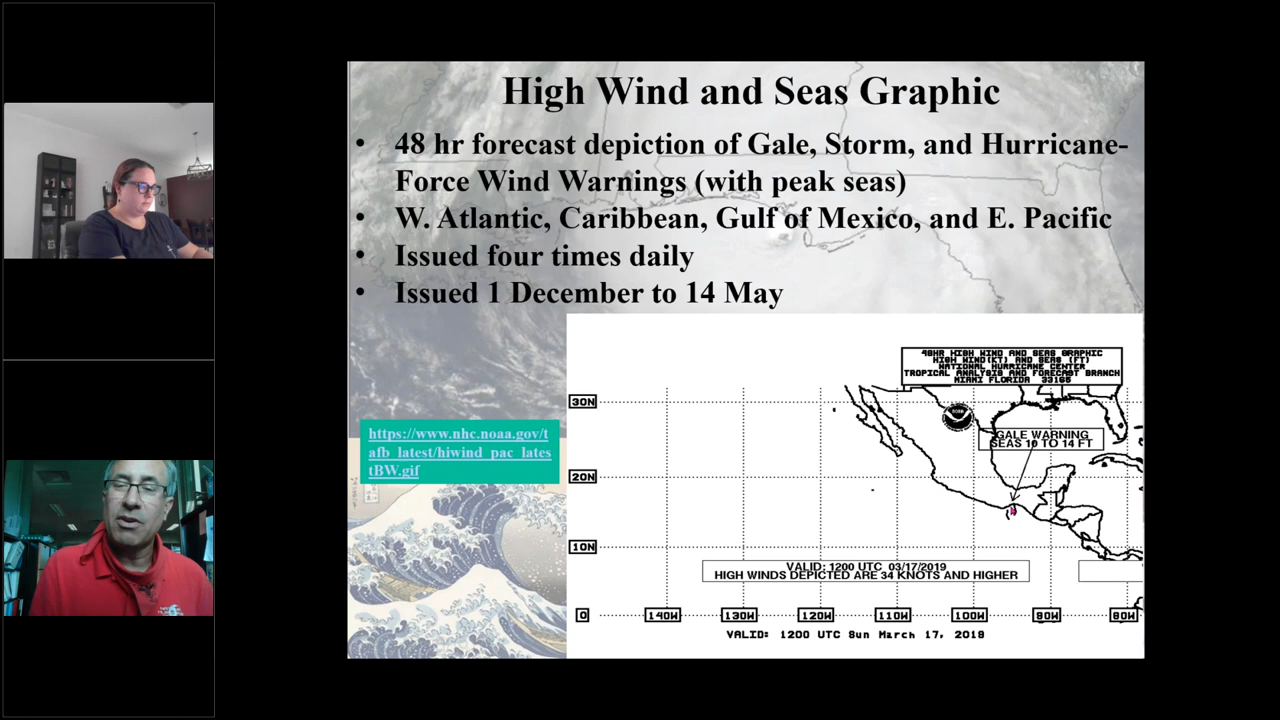 High Wind and Seas Graphic
• 48 hr forecast depiction of Gale, Storm, and Hurricane-
Force Wind Warnings (with peak seas)
• W. Atlantic, Caribbean, Gulf of Mexico, and E. Pacific
• Issued four times daily
• Issued 1 December to 14 May
https://www.nhc.noaa.gov/t
afb_latest/hiwind_pac_lates
tBW.gif
48HR HIGH WIND AND SEAS GRAPHIC
HIGH WIND(KT) AND SEAS (FT)
NATIONAL HURRICANE CENTER
TROPICAL ANALYSIS AND FORECAST BRANCH
MIAMI FLORIDA 33165
30N
GALE WARNING
SEAS 10 TO 14 FT
20N
10N
VALID: 1200 UTC 03/17/2019
HIGH WINDS DEPICTED ARE 34 KNOTS AND HIGHER
0
140W
130W
120W
110W
100W
90W
80W
VALID: 1200 UTC Sun March 17, 2019